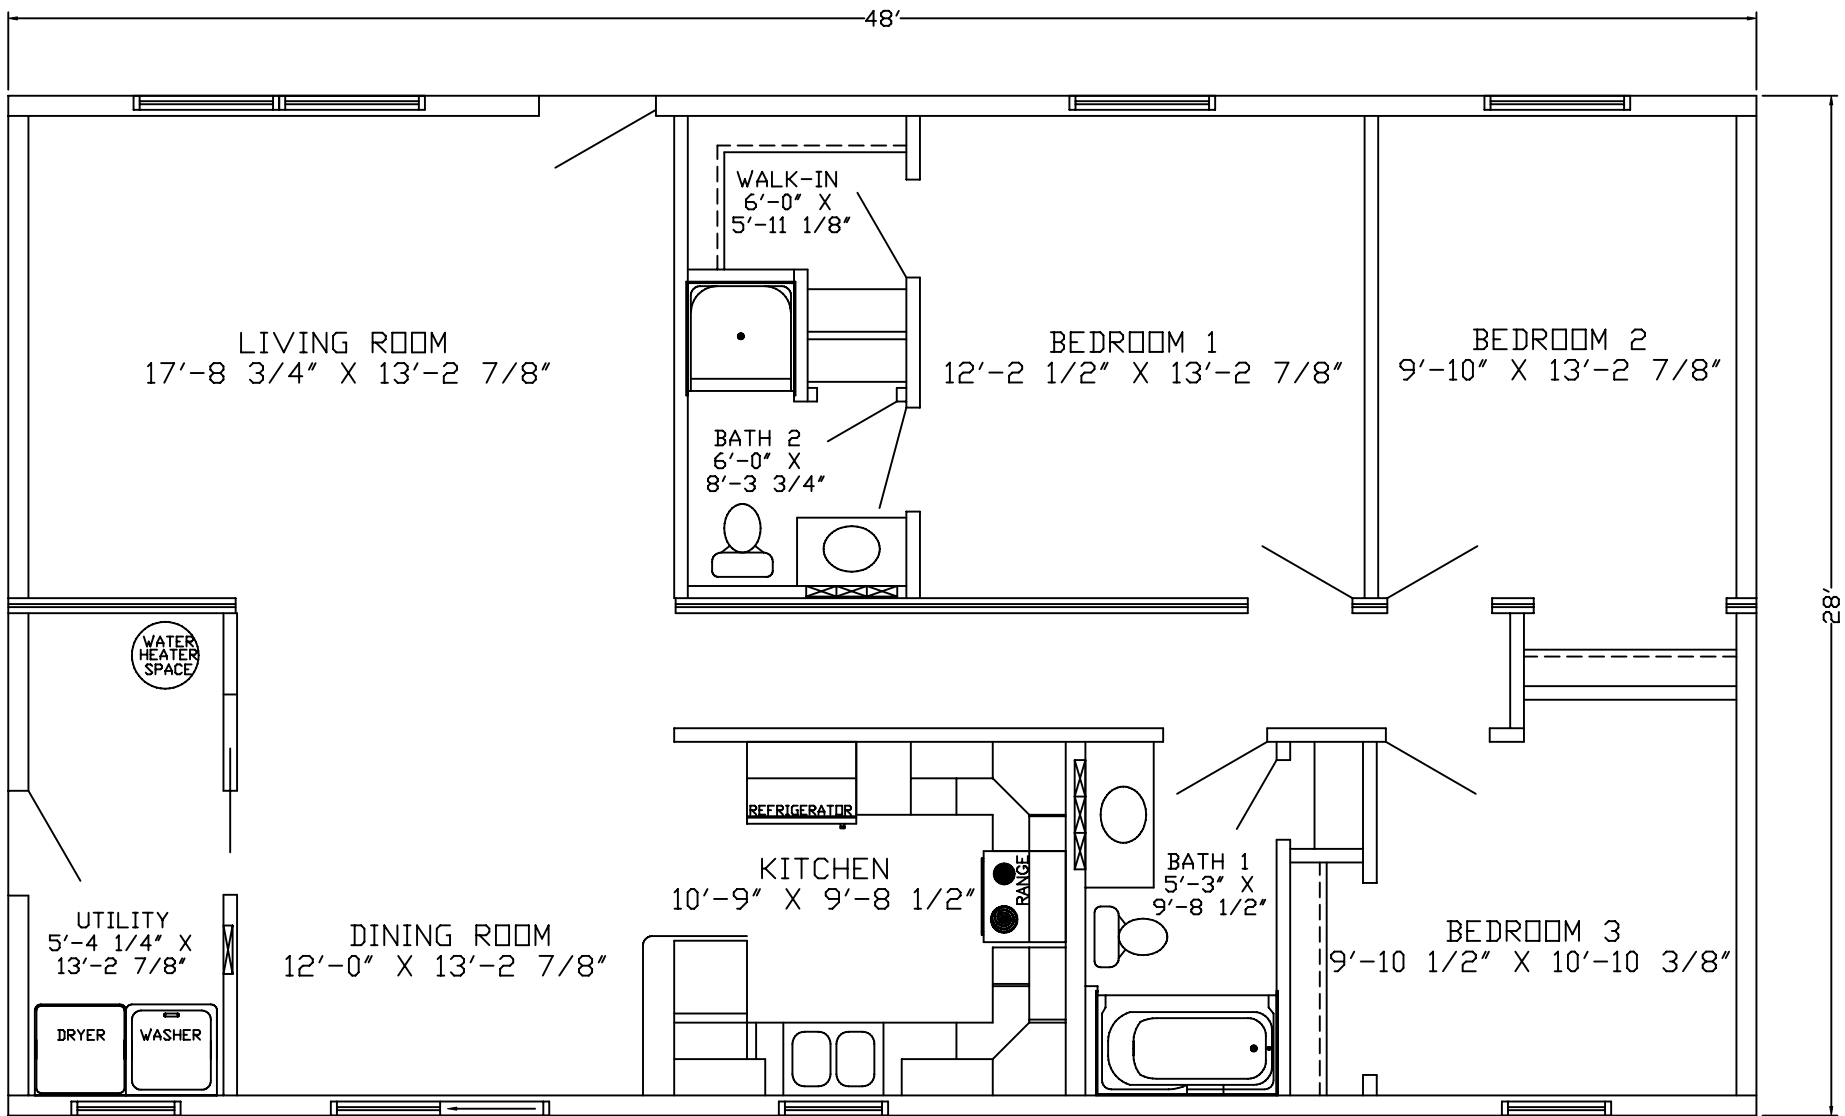 48'
WALK-IN
6'-0" X
5'-11 1/8"
LIVING ROOM
17'-8 3/4" X 13'-2 7/8"
BEDROOM 1
12'-2 1/2" X 13'-2 7/8"
BEDROOM 2
9'-10" X 13'-2 7/8"
BATH 2
6'-0" X
8'-3 3/4"
28'
WATER
HEATER
SPACE
REFRIGERATOR
KITCHEN
10'-9" X 9'-8 1/2"
RANGE
BATH 1
5'-3" X
9'-8 1/2"
UTILITY
5'-4 1/4" X
13'-2 7/8"
DINING ROOM
12'-0" X 13'-2 7/8"
BEDROOM 3
9'-10 1/2" X 10'-10 3/8"
DRYER
WASHER